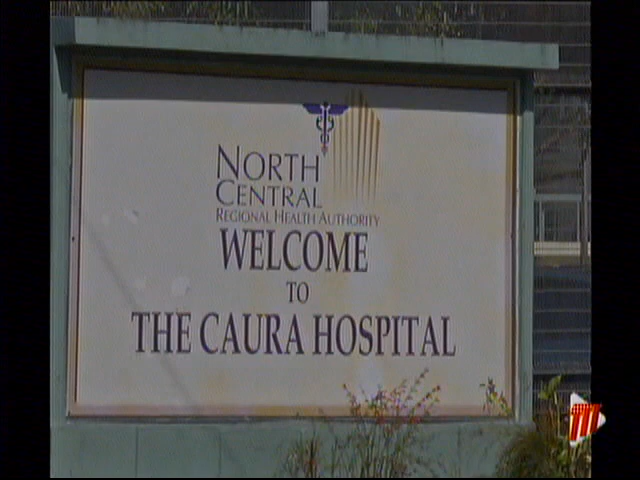 NORTH
CENTRAL
REGIONAL HEALTH AUTHORITY
WELCOME
TO
THE CAURA HOSPITAL